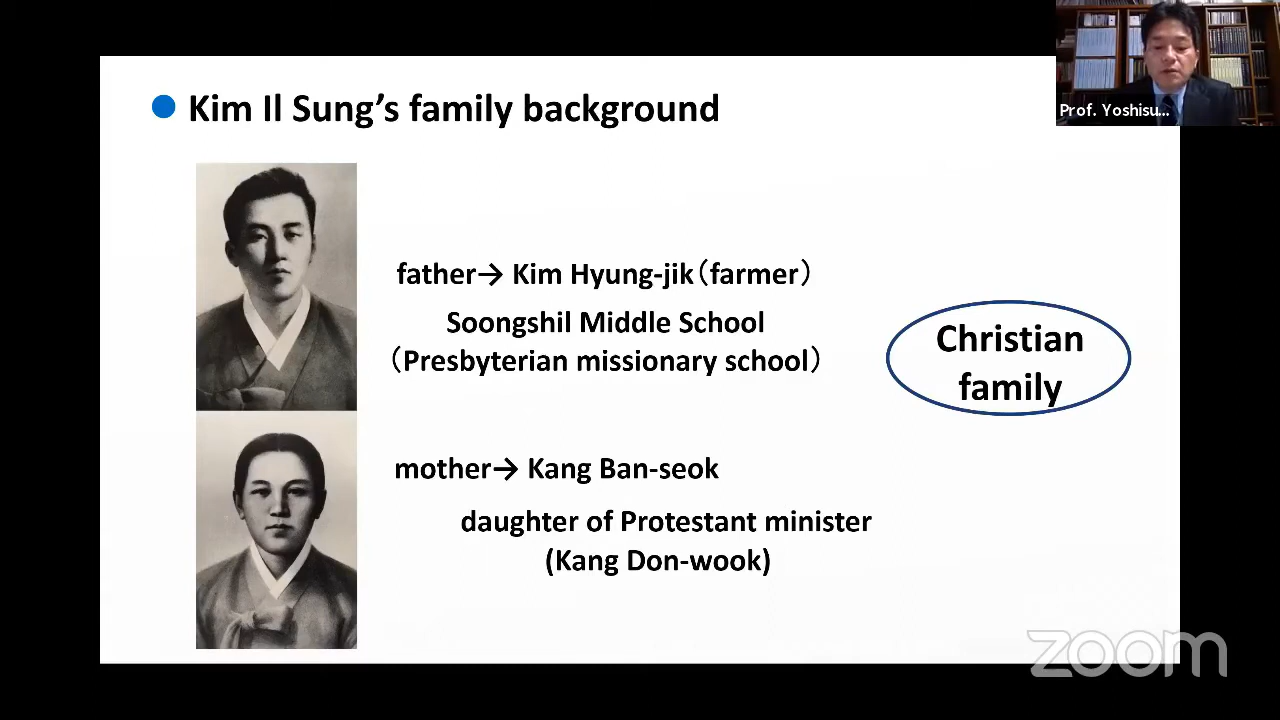 Kim Il Sung’s family background
father→ Kim Hyung-jik（farmer）
Soongshil Middle School
（Presbyterian missionary school）
Christian
family
mother→ Kang Ban-seok
daughter of Protestant minister
(Kang Don-wook)
Prof. Yoshisu...
zoom